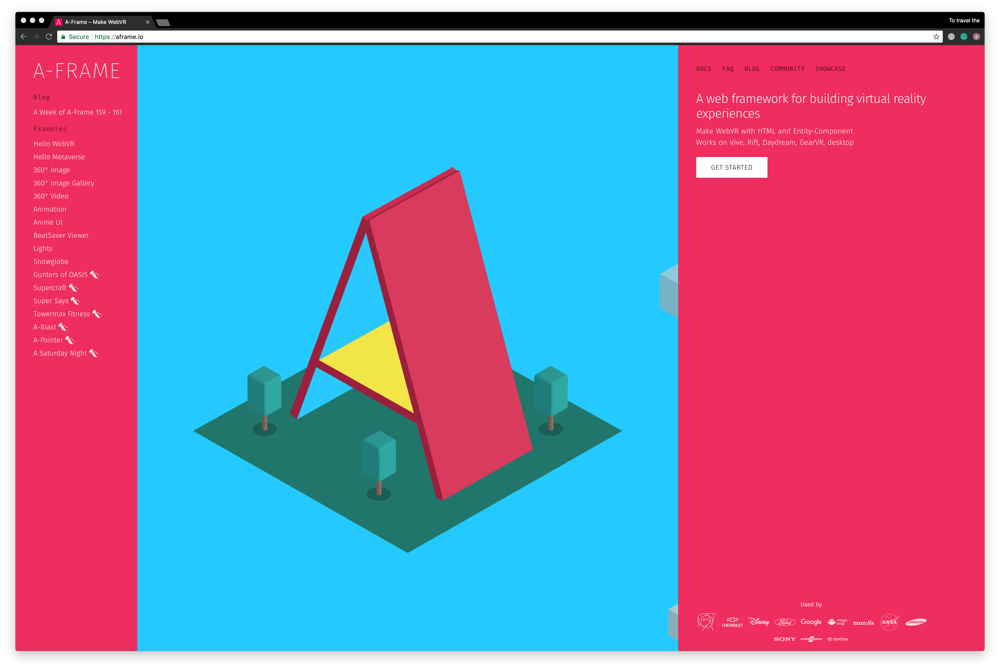 A-Frame – Make WebVR
To travel the
Secure https://aframe.io
A-FRAME
Blog
A Week of A-Frame 159 - 161
Examples
Hello WebVR
Hello Metaverse
360° Image
360° Image Gallery
360° Video
Animation
Anime UI
BeatSaver Viewer
Lights
Snowglobe
Gunters of OASIS
Supercraft
Super Says
Towermax Fitness
A-Blast
A-Painter
A Saturday Night
DOCS FAQ BLOG COMMUNITY SHOWCASE
A web framework for building virtual reality
experiences
Make WebVR with HTML and Entity-Component
Works on Vive, Rift, Daydream, GearVR, desktop
GET STARTED
Used by
CERN CHEVROLET Disney Ford Google magic leap moz://a NASA SAMSUNG
SONY SUPERMEDIUM TOYOTA